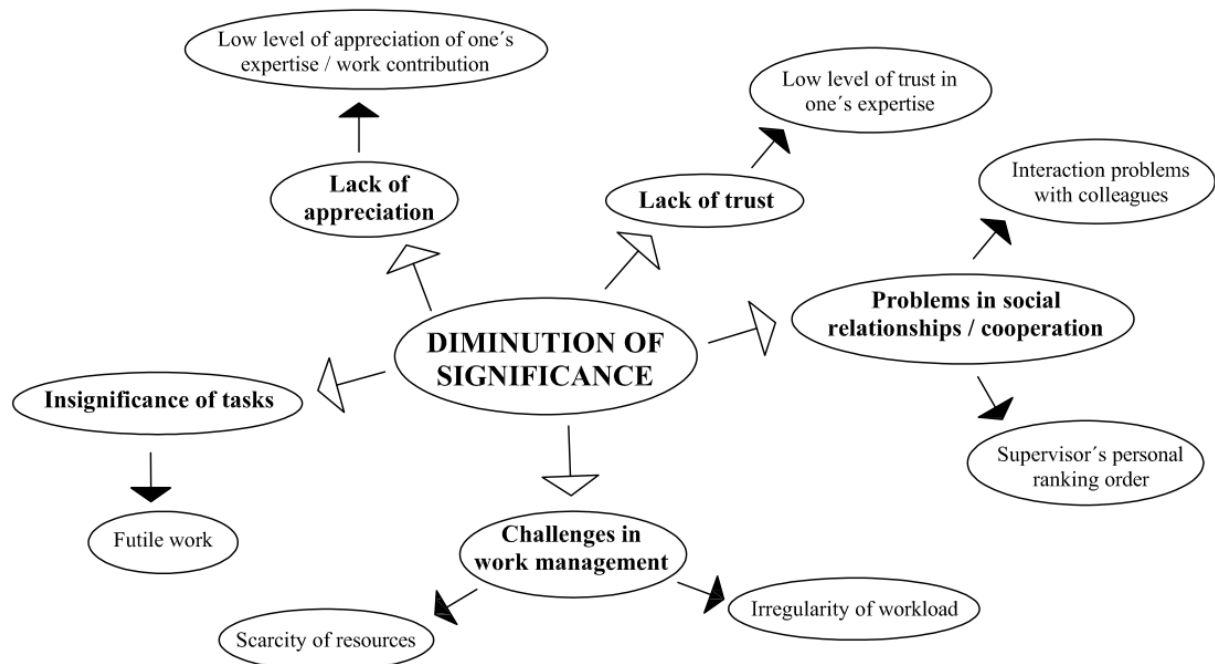 Low level of appreciation of one´s
expertise / work contribution
Low level of trust in
one´s expertise
Lack of
appreciation
Lack of trust
Interaction problems
with colleagues
Problems in social
relationships / cooperation
DIMINUTION OF
SIGNIFICANCE
Insignificance of tasks
Supervisor´s personal
ranking order
Futile work
Challenges in
work management
Irregularity of workload
Scarcity of resources